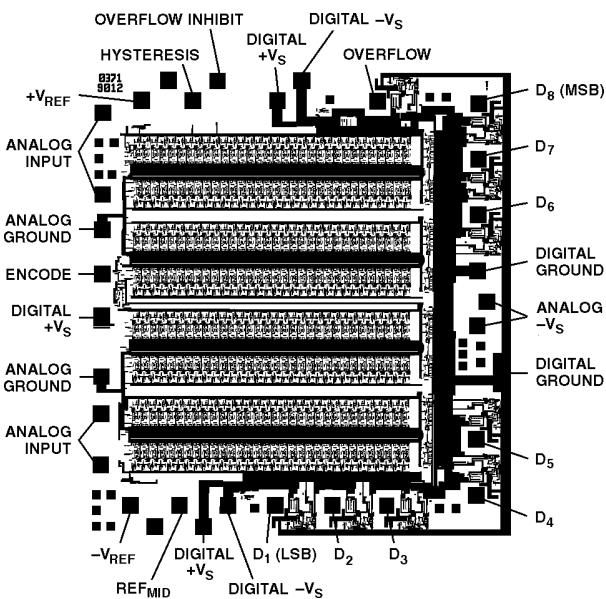 OVERFLOW INHIBIT
DIGITAL –VS
HYSTERESIS
DIGITAL
+VS
OVERFLOW
0371
9012
+VREF
D8 (MSB)
ANALOG
INPUT
D7
D6
ANALOG
GROUND
DIGITAL
GROUND
ENCODE
ANALOG
–VS
DIGITAL
+VS
DIGITAL
GROUND
ANALOG
GROUND
ANALOG
INPUT
D5
D4
–VREF
DIGITAL
+VS
D1 (LSB)
D2
D3
REFMID
DIGITAL –VS